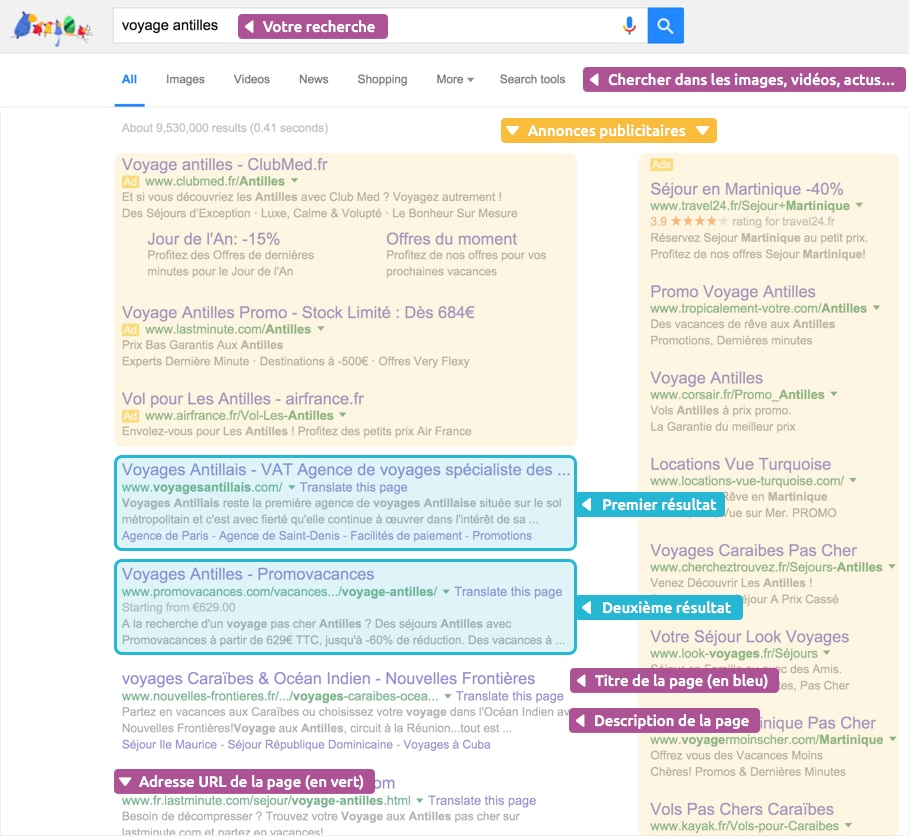 voyage antilles
Votre recherche
All
Images
Videos
News
Shopping
More
Search tools
Chercher dans les images, vidéos, actus...
About 9,530,000 results (0.41 seconds)
Annonces publicitaires
Voyage antilles - ClubMed.fr
Ad www.clubmed.fr/Antilles
Et si vous découvriez les Antilles avec Club Med ? Voyagez autrement !
Des Séjours d'Exception · Luxe, Calme & Volupté · Le Bonheur Sur Mesure
Jour de l'An: -15%
Profitez des Offres de dernières
minutes pour le Jour de l'An
Offres du moment
Profitez de nos offres pour vos
prochaines vacances
Voyage Antilles Promo - Stock Limité : Dès 684€
Ad www.lastminute.com/Antilles
Prix Bas Garantis Aux Antilles
Experts Dernière Minute · Destinations à -500€ · Offres Very Flexy
Vol pour Les Antilles - airfrance.fr
Ad www.airfrance.fr/Vol-Les-Antilles
Envolez-vous pour Les Antilles ! Profitez des petits prix Air France
Voyages Antillais - VAT Agence de voyages spécialiste des ...
www.voyagesantillais.com/ Translate this page
Voyages Antillais reste la première agence de voyages Antillaise située sur le sol
métropolitain et c'est avec fierté qu'elle continue à œuvrer dans l'intérêt de sa ...
Agence de Paris - Agence de Saint-Denis - Facilités de paiement - Promotions
Premier résultat
Voyages Antilles - Promovacances
www.promovacances.com/vacances.../voyage-antilles/ Translate this page
Starting from €629.00
A la recherche d'un voyage pas cher Antilles ? Des séjours Antilles avec
Promovacances à partir de 629€ TTC, jusqu'à -60% de réduction. Des vacances à ...
Deuxième résultat
voyages Caraïbes & Océan Indien - Nouvelles Frontières
www.nouvelles-frontieres.fr/.../voyages-caraibes-ocea... Translate this page
Partez en vacances aux Caraïbes ou choisissez votre voyage dans l'Océan Indien av
Nouvelles Frontières!Voyage aux Antilles, circuit à la Réunion...tout est ...
Séjour Ile Maurice - Séjour République Dominicaine - Voyages à Cuba
Titre de la page (en bleu)
Description de la page
Adresse URL de la page (en vert)
om
www.fr.lastminute.com/sejour/voyage-antilles.html Translate this page
Besoin de décompresser ? Trouvez votre Voyage aux Antilles pas cher sur
lastminute.com et partez en vacances!
Ads
Séjour en Martinique -40%
www.travel24.fr/Sejour+Martinique
3.9 ★★★★★ rating for travel24.fr
Réservez Sejour Martinique au petit prix.
Profitez de nos offres Sejour Martinique!
Promo Voyage Antilles
www.tropicalement-votre.com/Antilles
Des vacances de rêve aux Antilles
Promotions, Dernières minutes
Voyage Antilles
www.corsair.fr/Promo_Antilles
Vols Antilles à prix promo.
La Garantie du meilleur prix
Locations Vue Turquoise
www.locations-vue-turquoise.com/
Rêve en Martinique
Vue sur Mer. PROMO
Voyages Caraibes Pas Cher
www.chercheztrouvez.fr/Sejours-Antilles
Venez Découvrir Les Antilles !
éjour A Prix Cassé
Votre Séjour Look Voyages
www.look-voyages.fr/Séjours
Séjour en Famille ou avec des Amis.
tes, Pas Cher
inique Pas Cher
www.voyagermoinscher.com/Martinique
Offrez vous des Vacances Moins
Chères! Promos & Dernières Minutes
Vols Pas Chers Caraïbes
www.kayak.fr/Vols-pour-Caraibes